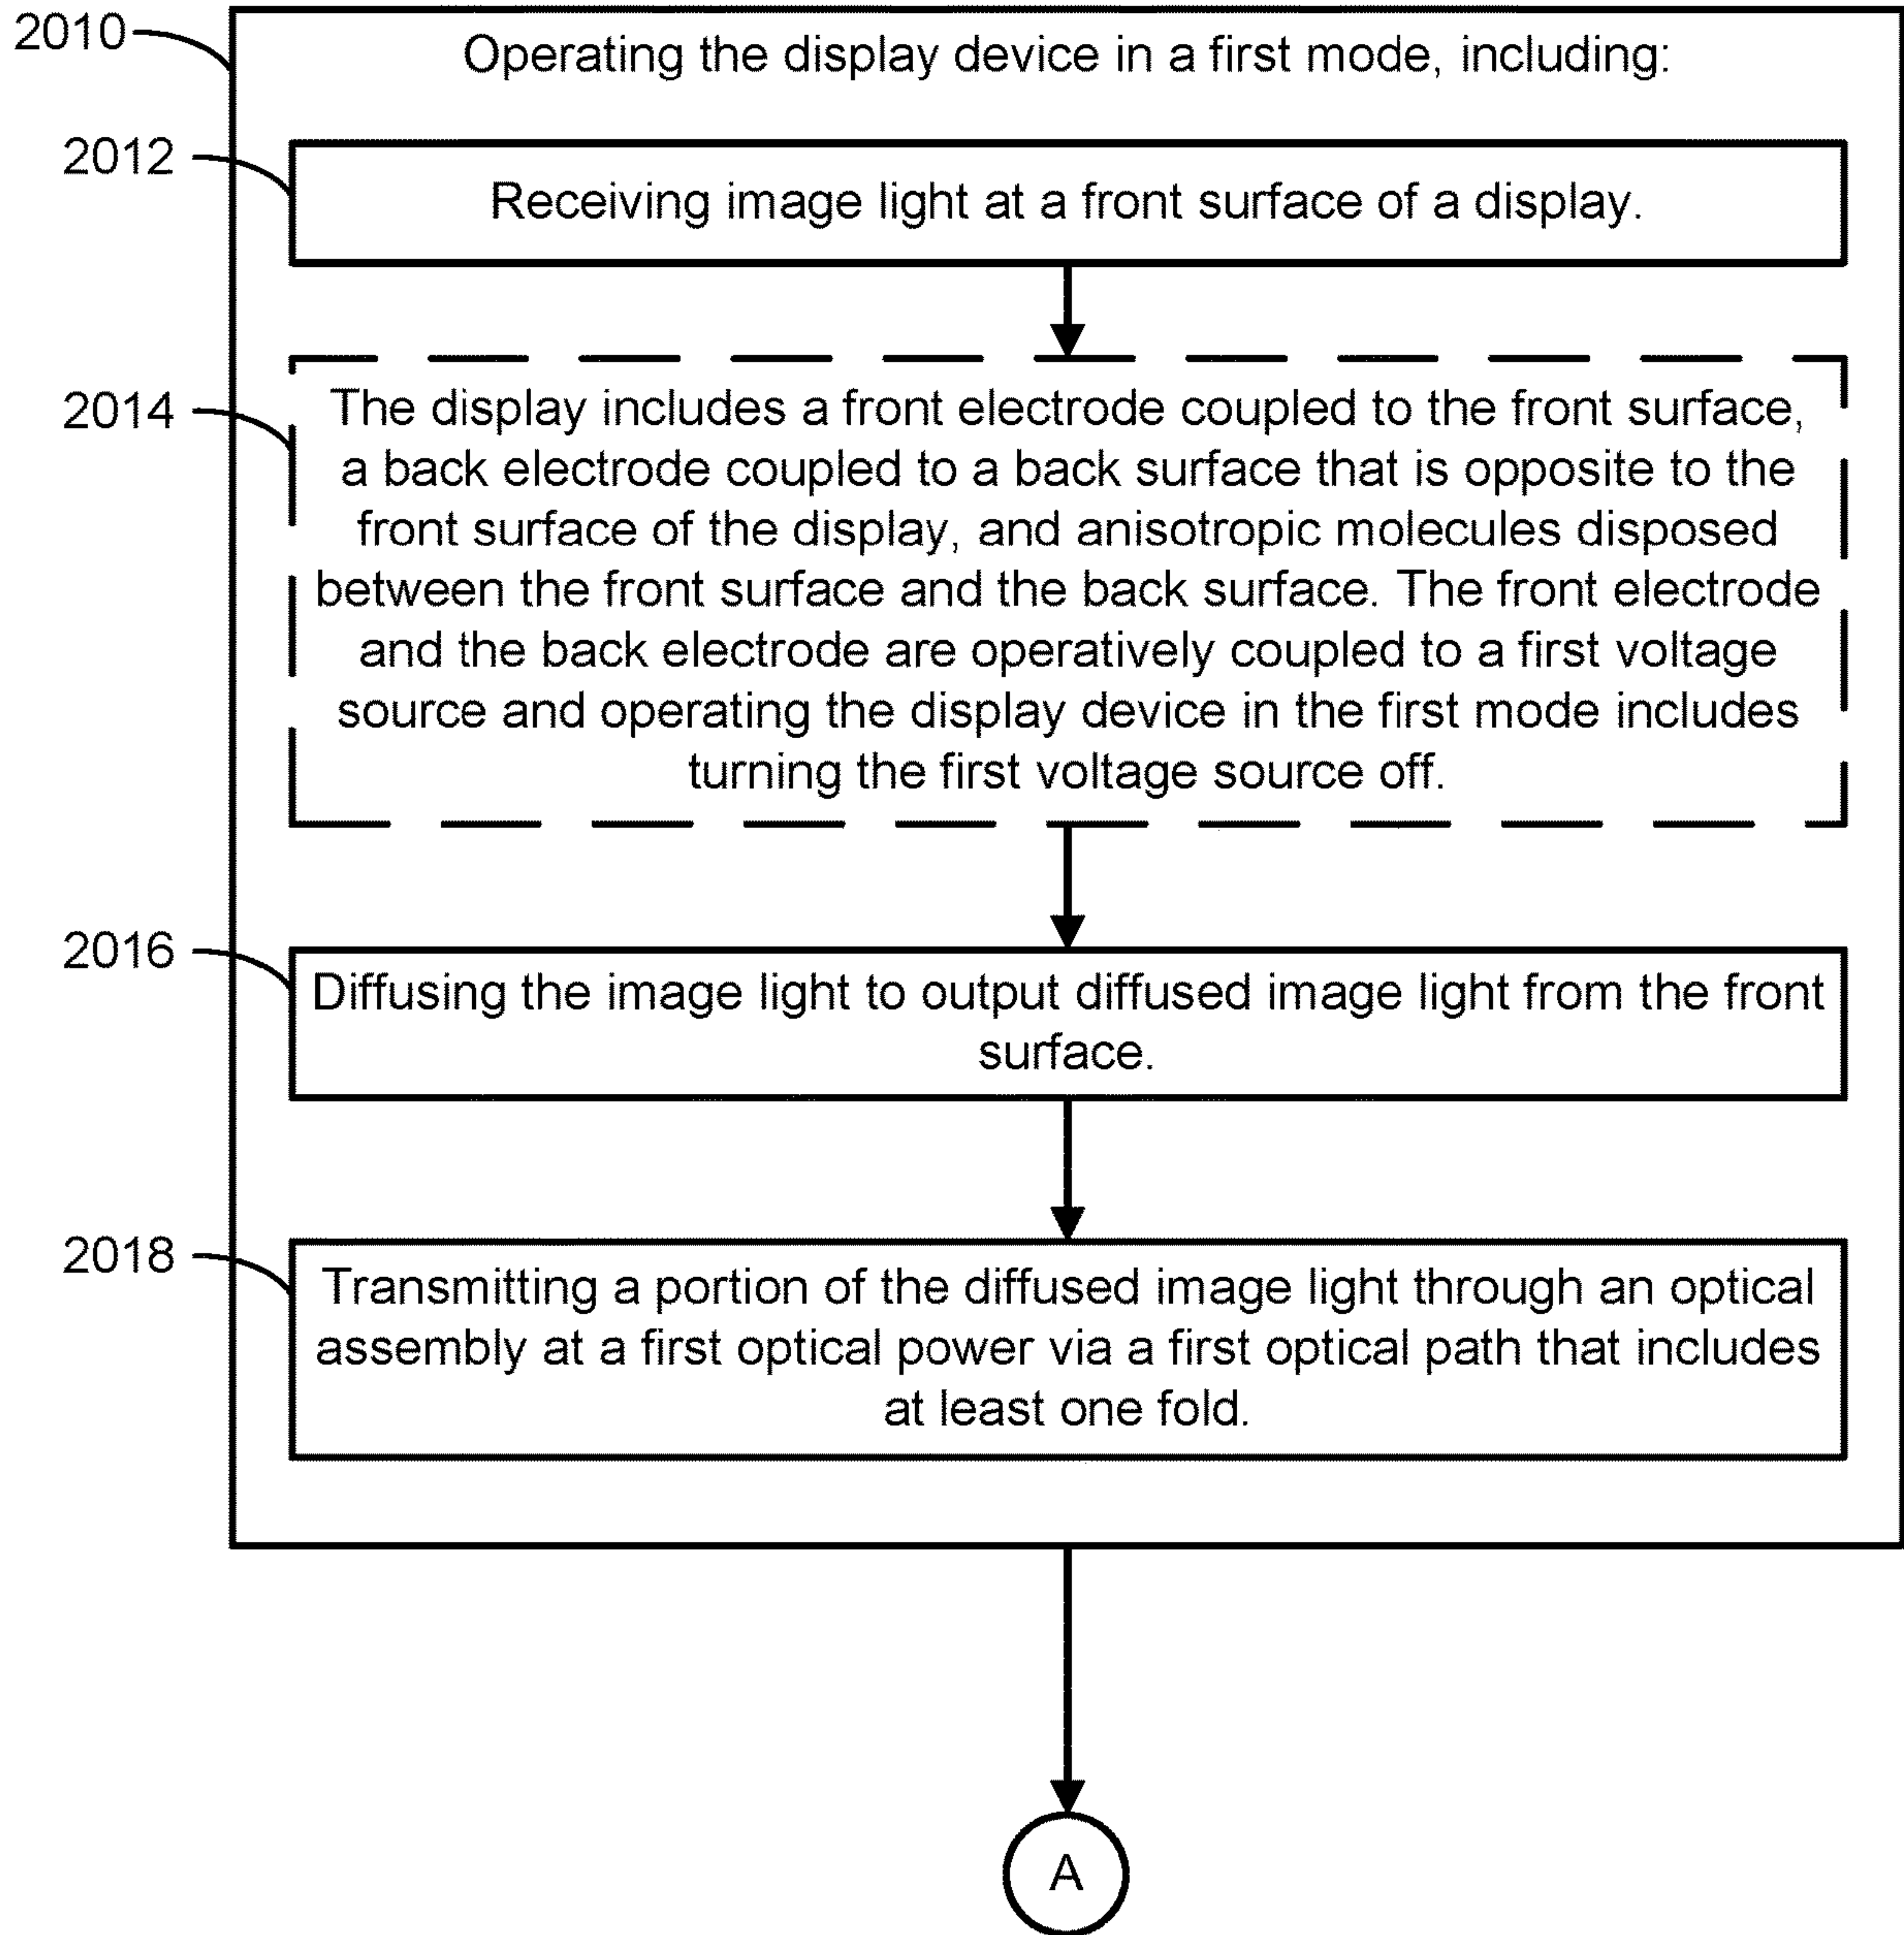 2010
Operating the display device in a first mode, including:
2012
Receiving image light at a front surface of a display.
2014
The display includes a front electrode coupled to the front surface,
a back electrode coupled to a back surface that is opposite to the
front surface of the display, and anisotropic molecules disposed
between the front surface and the back surface. The front electrode
and the back electrode are operatively coupled to a first voltage
source and operating the display device in the first mode includes
turning the first voltage source off.
2016
Diffusing the image light to output diffused image light from the front
surface.
2018
Transmitting a portion of the diffused image light through an optical
assembly at a first optical power via a first optical path that includes
at least one fold.
A